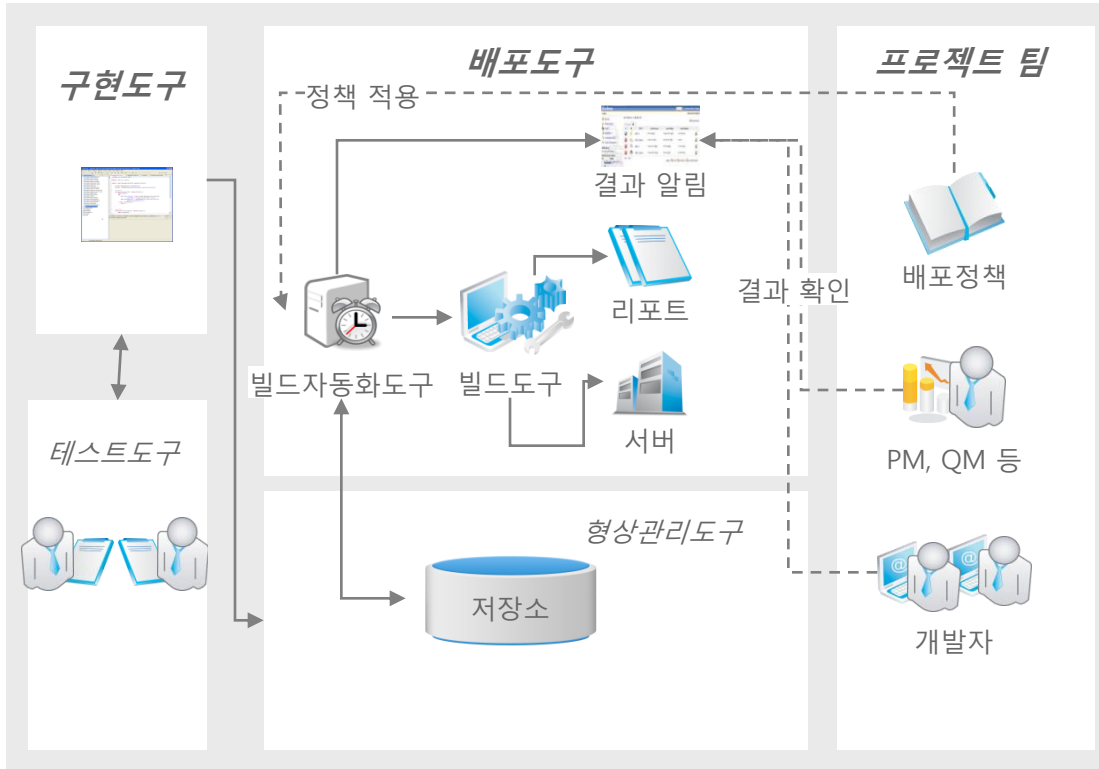 구현도구
배포도구
프로젝트 팀
정책 적용
결과 알림
배포정책
리포트
결과 확인
빌드자동화도구
빌드도구
서버
테스트도구
PM, QM 등
형상관리도구
저장소
개발자